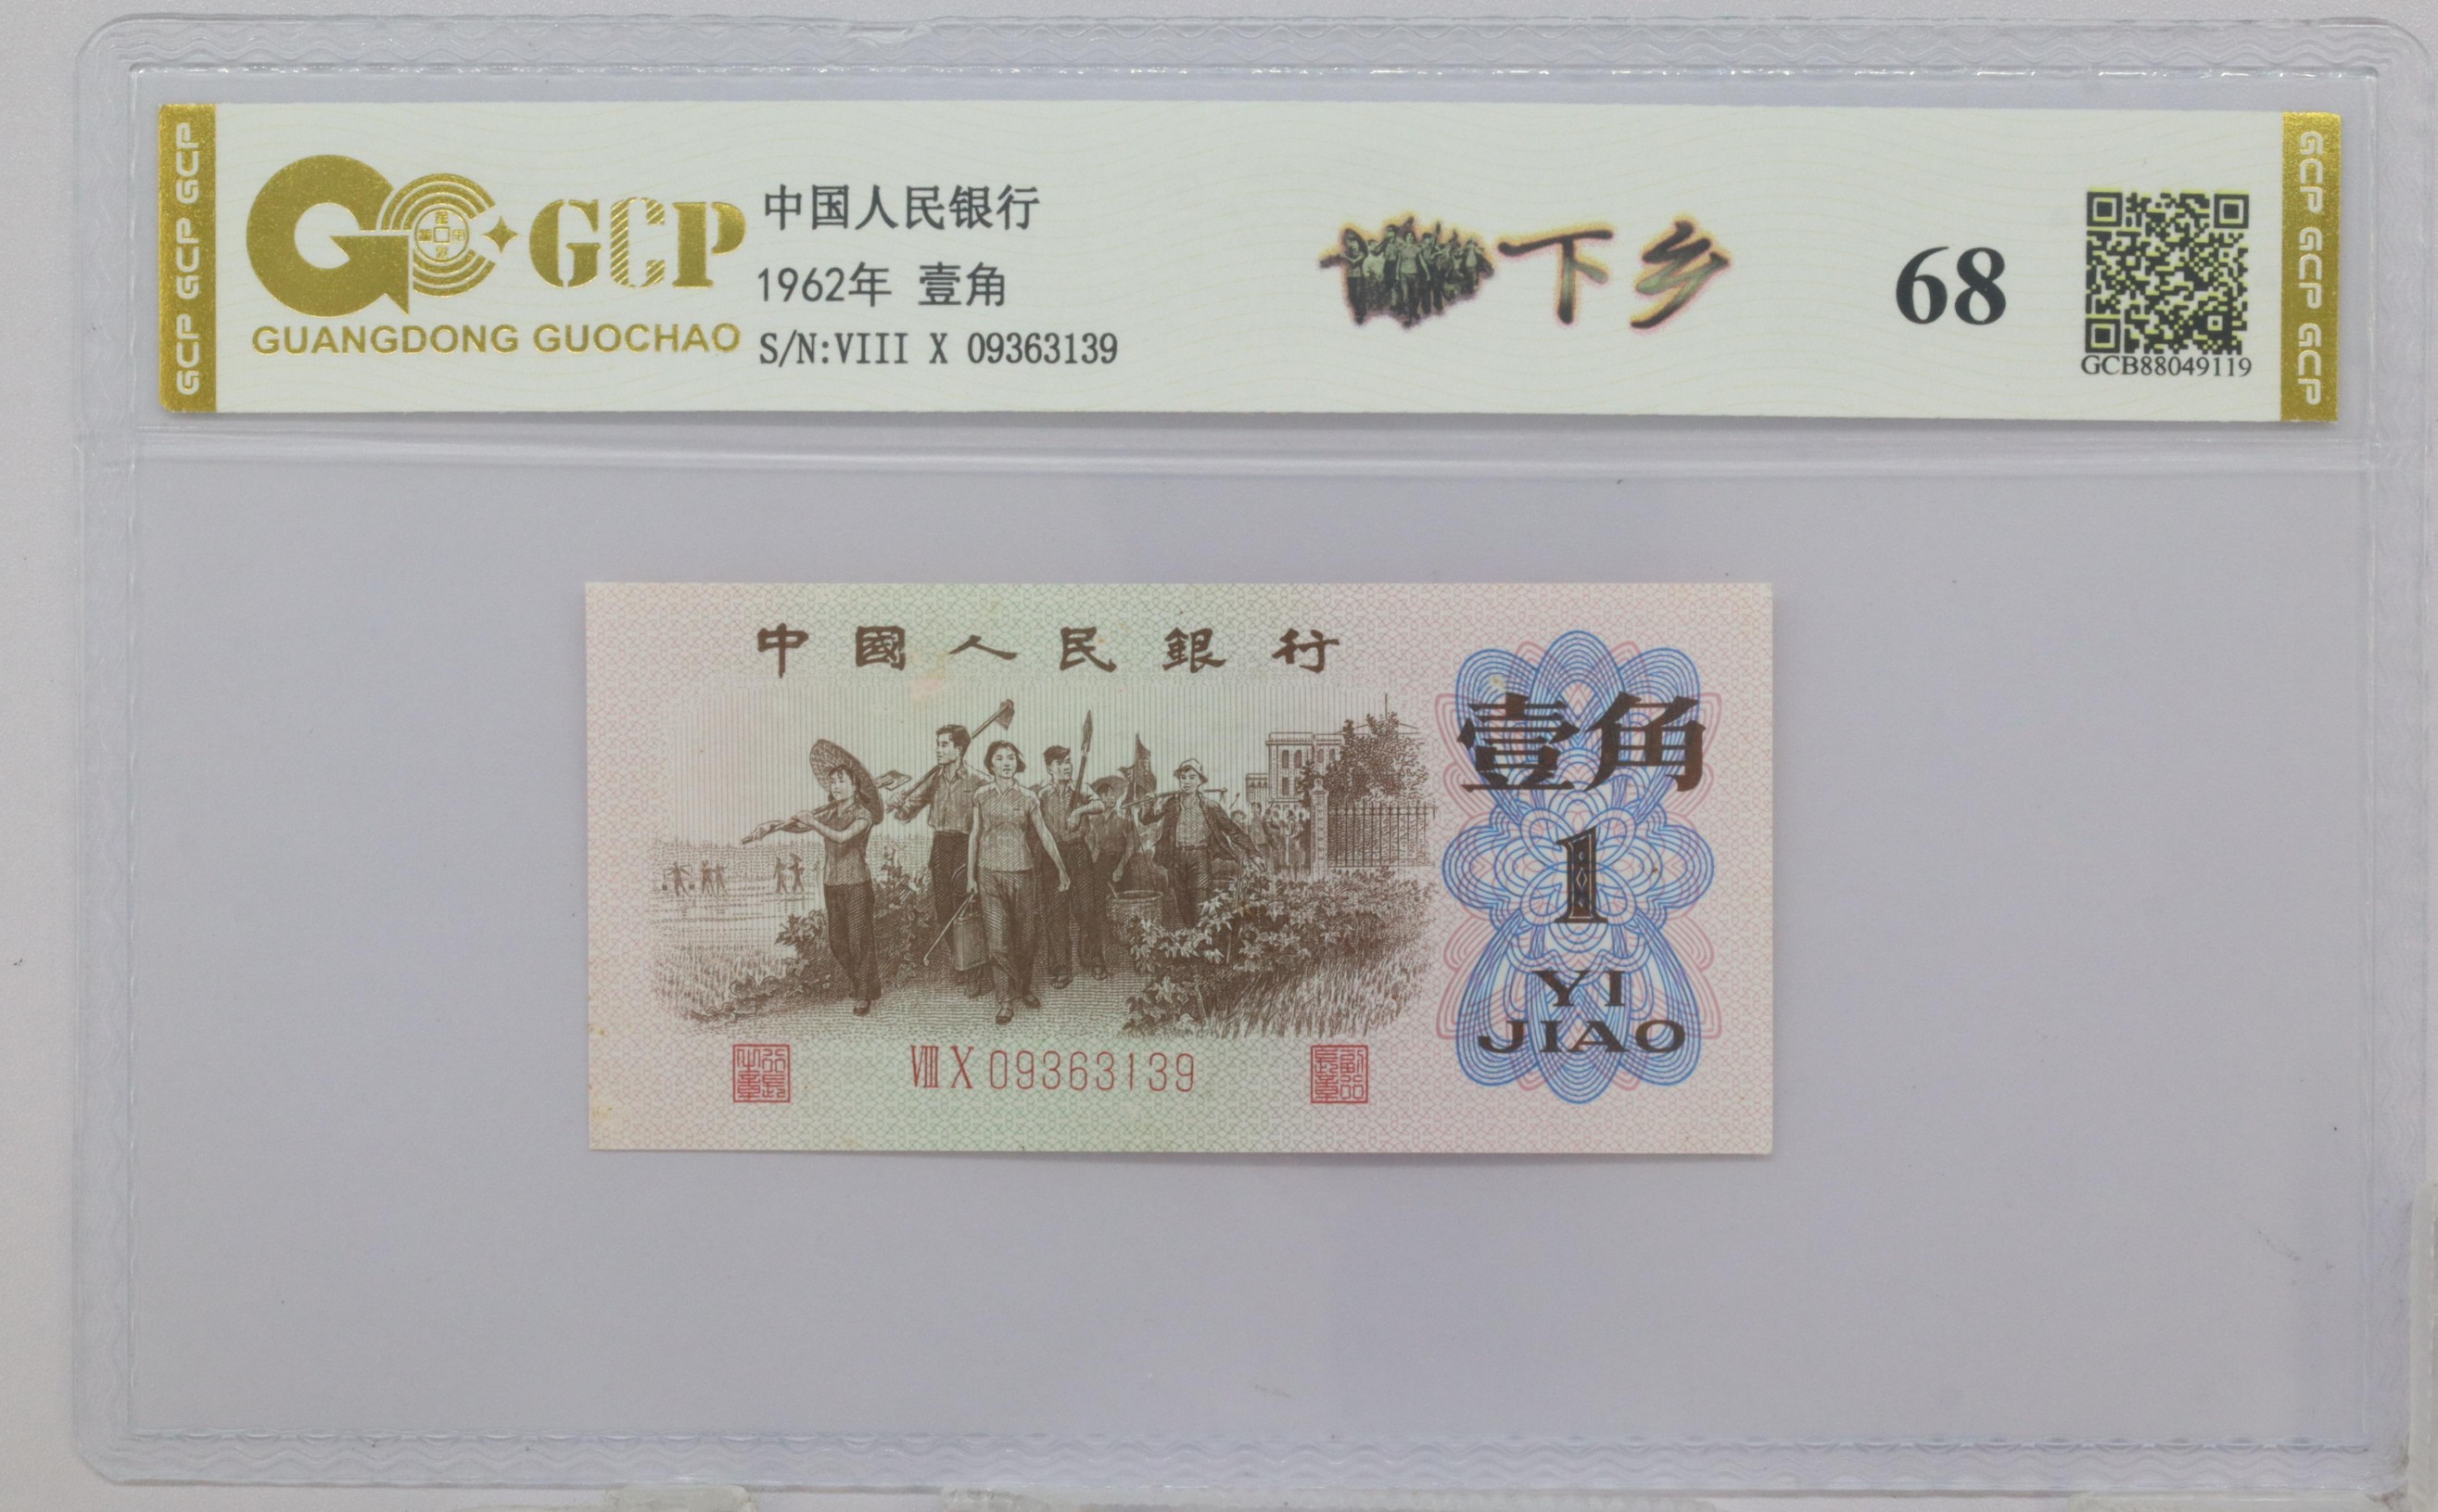 GCP GCP GCP
GCP
GUANGDONG GUOCHAO
中国人民银行
1962年 壹角
S/N:VIII X 09363139
下乡
68
GCB88049119
GCP GCP GCP
中國人民銀行
壹角
1
YI
JIAO
VIII X 09363139